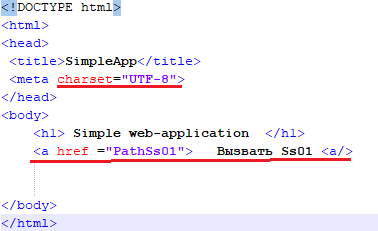 <!DOCTYPE html>
<html>
<head>
<title>SimpleApp</title>
<meta charset="UTF-8">
</head>
<body>
<h1> Simple web-application </h1>
<a href ="PathSs01"> Вызвать Ss01 <a/>
</body>
</html>